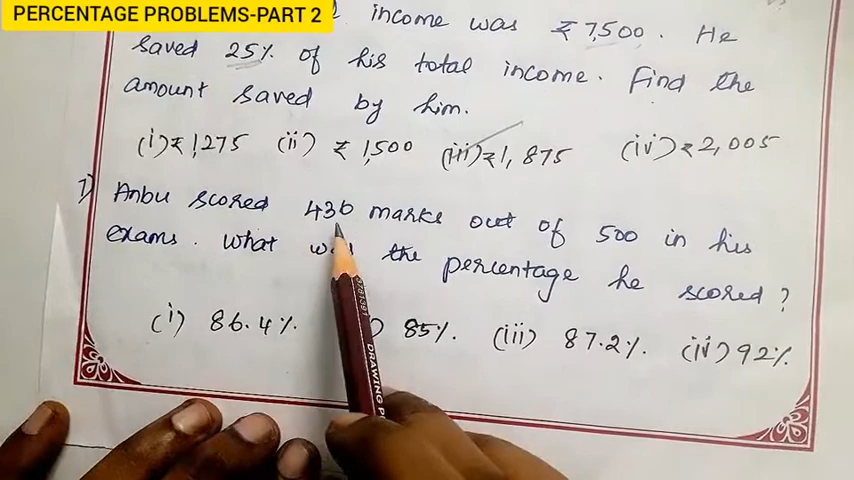 PERCENTAGE PROBLEMS-PART 2
income was ₹7,500. He
saved 25% of his total income. Find the
amount saved by him.
(i) ₹1,275 (ii) ₹1,500 (iii) ₹1,875 (iv) ₹2,005
7) Anbu scored 436 marks out of 500 in his
exams. What was the percentage he scored?
(i) 86.4%. ) 85%. (iii) 87.2%. (iv) 92%.
DRAWING